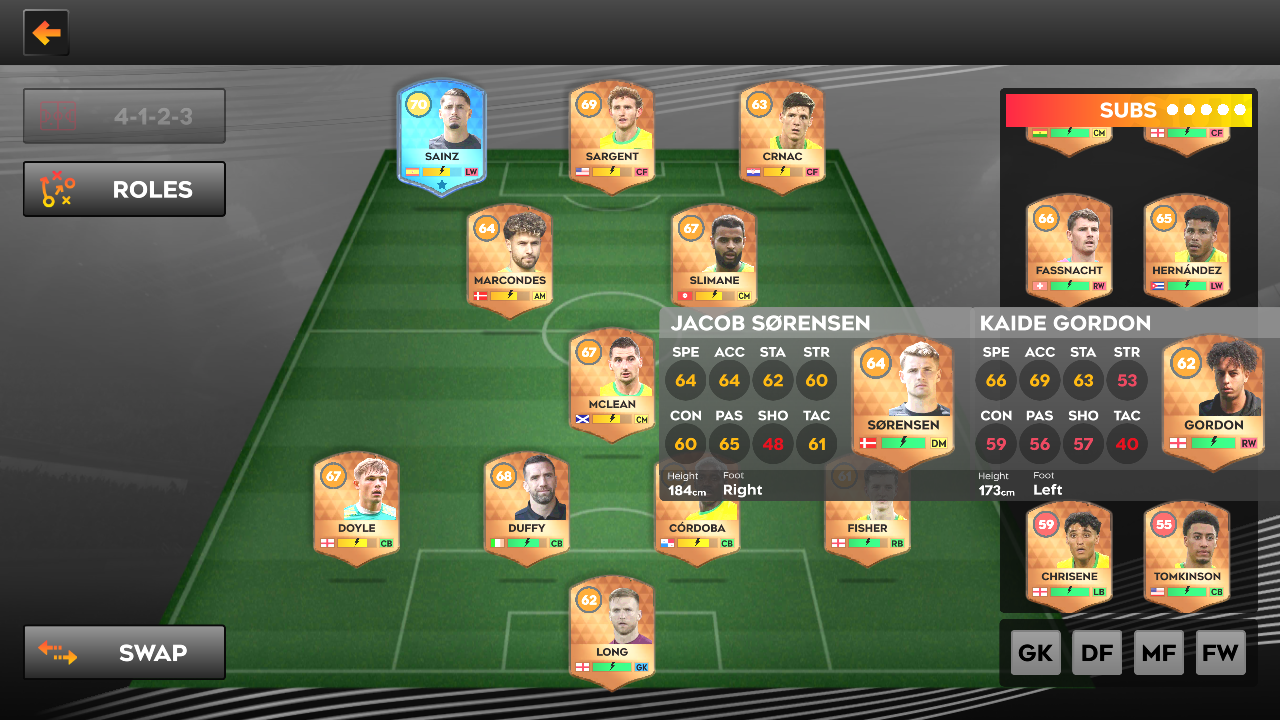 4-1-2-3
ROLES
SWAP
70
SAINZ
LW
69
SARGENT
CF
63
CRNAC
CF
64
MARCONDES
AM
67
SLIMANE
CM
67
MCLEAN
CM
67
DOYLE
CB
68
DUFFY
CB
CÓRDOBA
CB
61
FISHER
RB
62
LONG
GK
SUBS
CM
CF
66
FASSNACHT
RW
65
HERNÁNDEZ
LW
JACOB SØRENSEN
SPE ACC STA STR
64 64 62 60
CON PAS SHO TAC
60 65 48 61
Height Foot
184cm Right
64
SØRENSEN
DM
KAIDE GORDON
SPE ACC STA STR
66 69 63 53
CON PAS SHO TAC
59 56 57 40
Height Foot
173cm Left
62
GORDON
RW
59
CHRISENE
LB
55
TOMKINSON
CB
GK DF MF FW